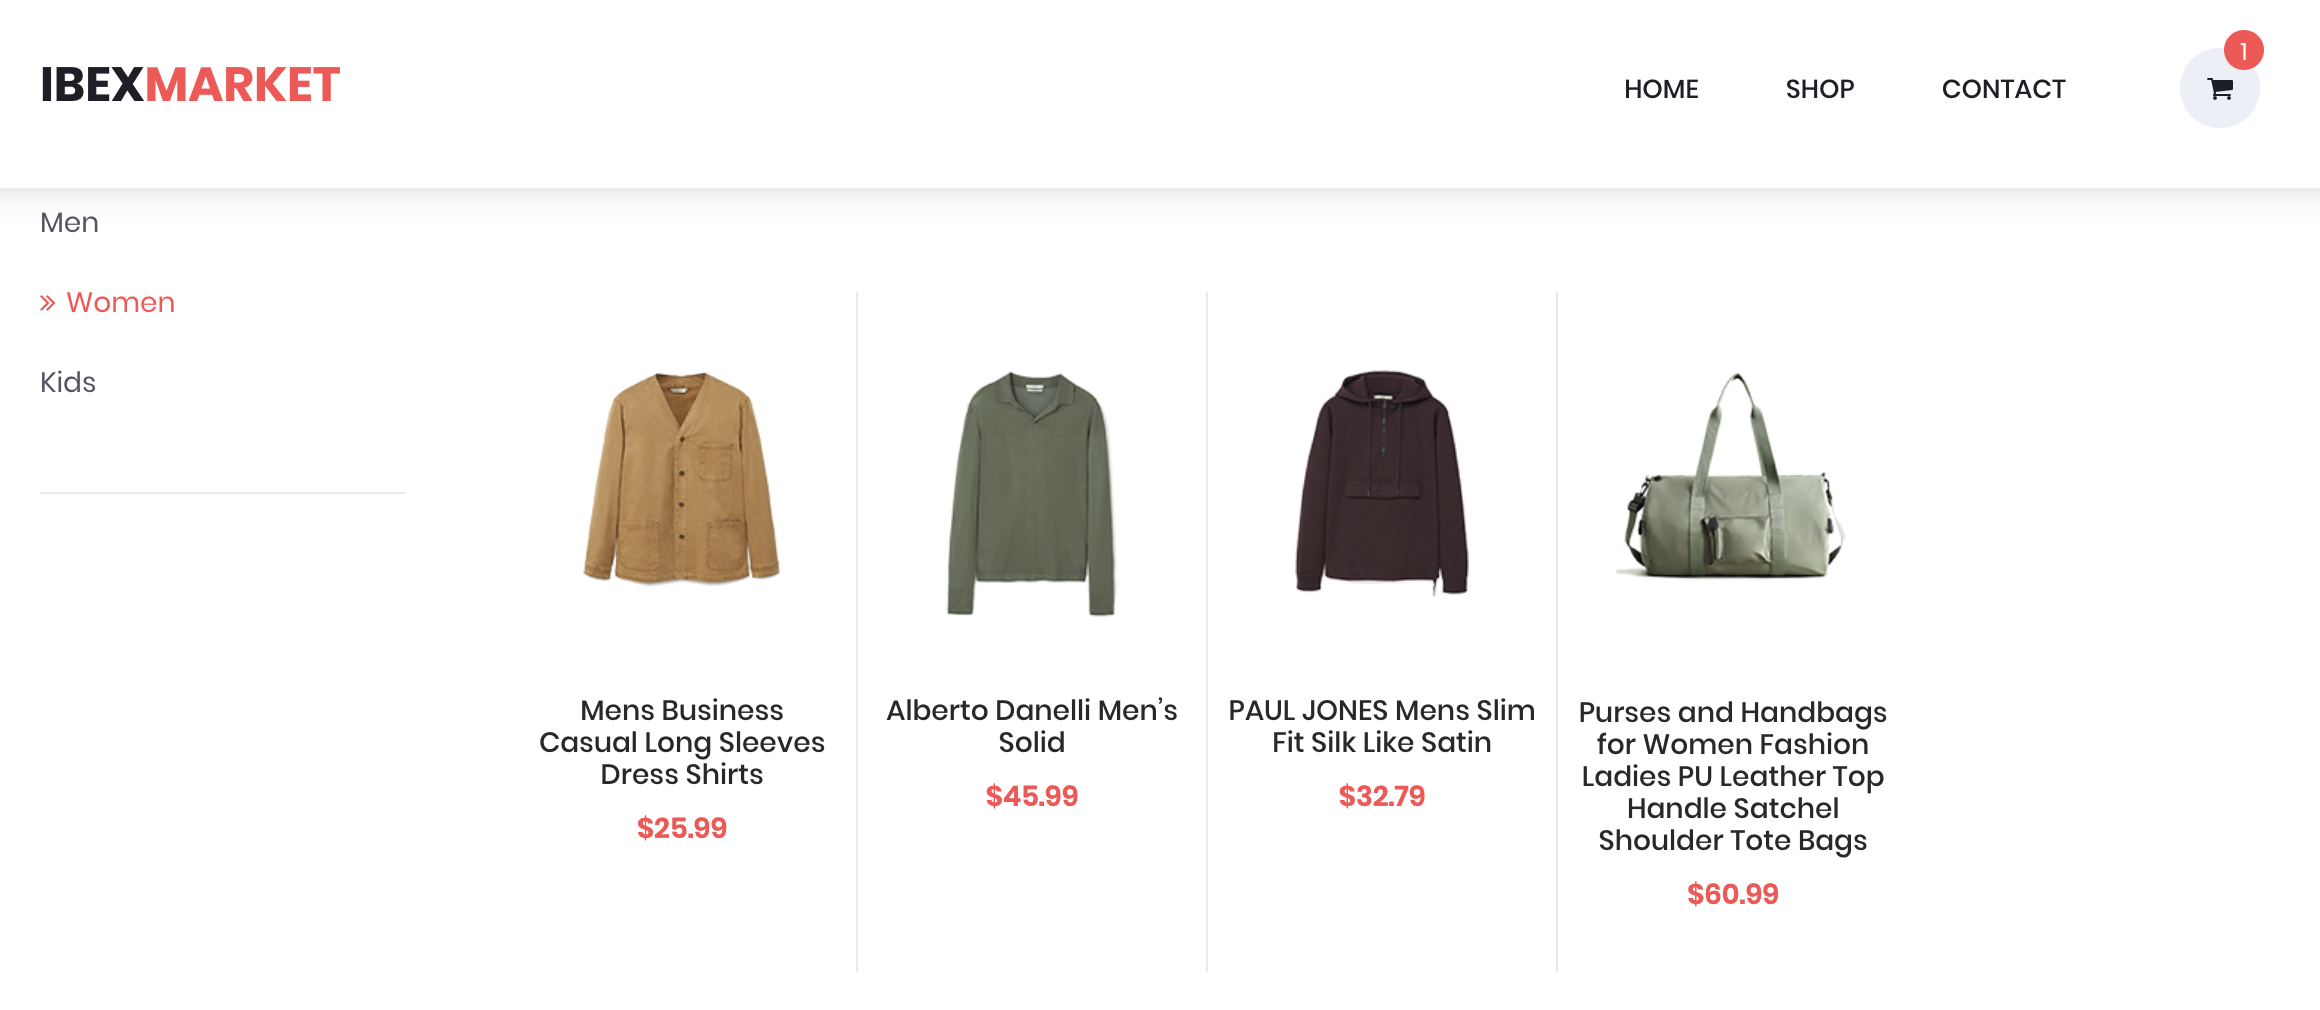 IBEXMARKET
HOME
SHOP
CONTACT
1
Men
» Women
Kids
Mens Business
Casual Long Sleeves
Dress Shirts
$25.99
Alberto Danelli Men’s
Solid
$45.99
PAUL JONES Mens Slim
Fit Silk Like Satin
$32.79
Purses and Handbags
for Women Fashion
Ladies PU Leather Top
Handle Satchel
Shoulder Tote Bags
$60.99